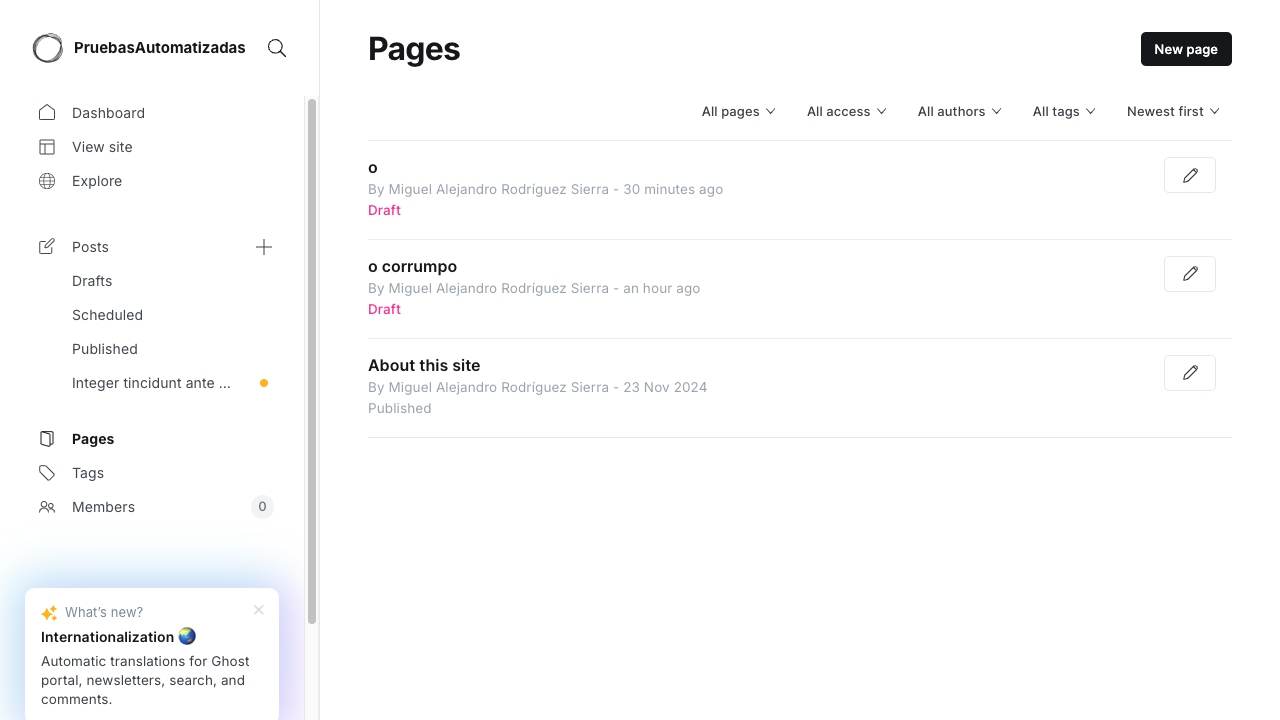 PruebasAutomatizadas
Dashboard
View site
Explore
Posts
Drafts
Scheduled
Published
Integer tincidunt ante ...
Pages
Tags
Members
0
What's new?
Internationalization 🌏
Automatic translations for Ghost
portal, newsletters, search, and
comments.
Pages
New page
All pages
All access
All authors
All tags
Newest first
o
By Miguel Alejandro Rodríguez Sierra - 30 minutes ago
Draft
o corrumpo
By Miguel Alejandro Rodríguez Sierra - an hour ago
Draft
About this site
By Miguel Alejandro Rodríguez Sierra - 23 Nov 2024
Published